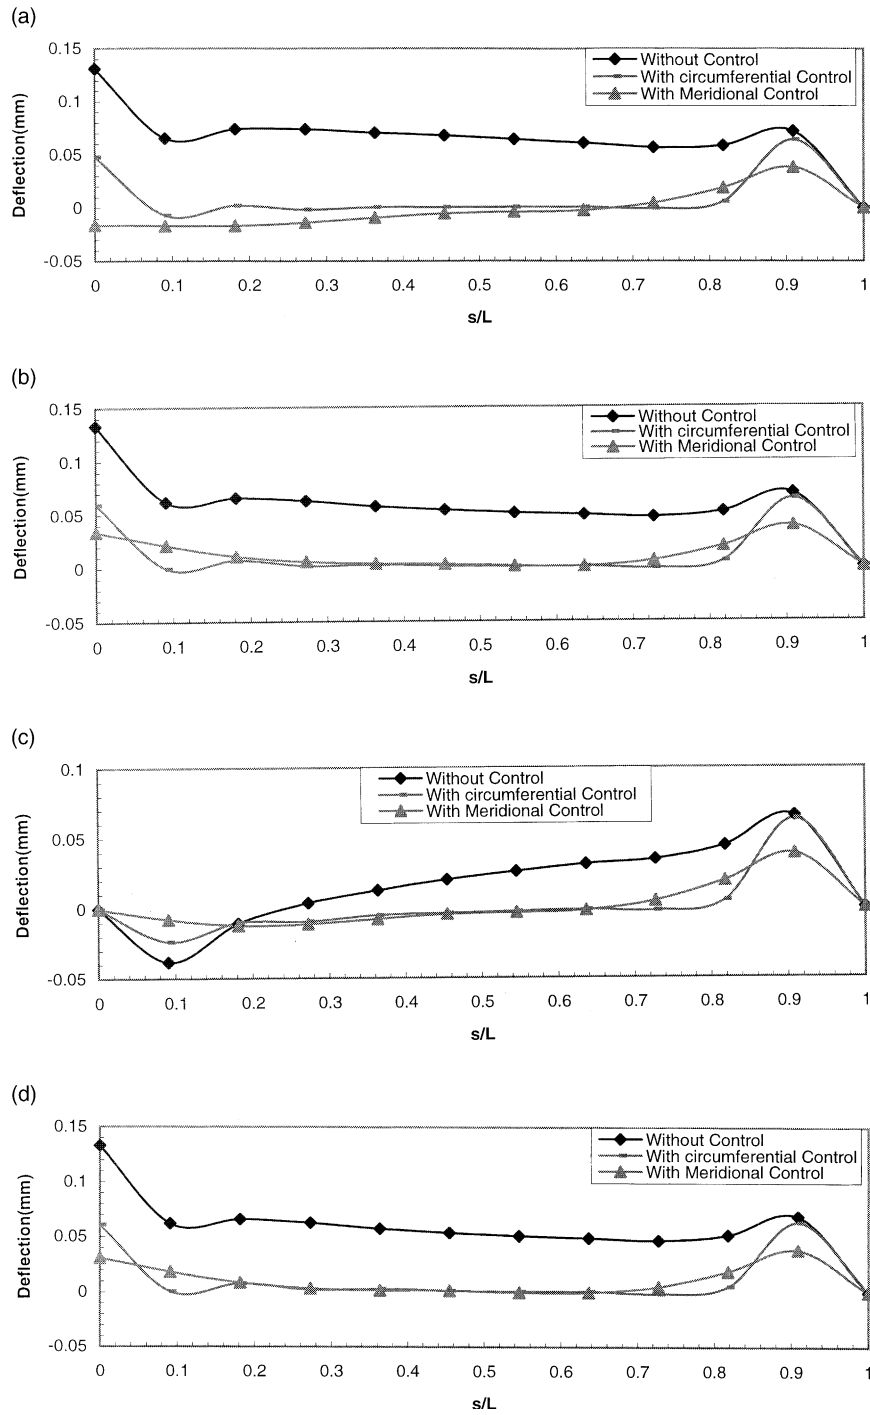 (a)
0.15
Without Control
With circumferential Control
With Meridional Control
0.1
0.05
0
-0.05
Deflection(mm)
0 0.1 0.2 0.3 0.4 0.5 0.6 0.7 0.8 0.9 1
s/L
(b)
0.15
Without Control
With circumferential Control
With Meridional Control
0.1
0.05
0
-0.05
Deflection(mm)
0 0.1 0.2 0.3 0.4 0.5 0.6 0.7 0.8 0.9 1
s/L
(c)
0.1
Without Control
With circumferential Control
With Meridional Control
0.05
0
-0.05
Deflection(mm)
0 0.1 0.2 0.3 0.4 0.5 0.6 0.7 0.8 0.9 1
s/L
(d)
0.15
Without Control
With circumferential Control
With Meridional Control
0.1
0.05
0
-0.05
Deflection(mm)
0 0.1 0.2 0.3 0.4 0.5 0.6 0.7 0.8 0.9 1
s/L